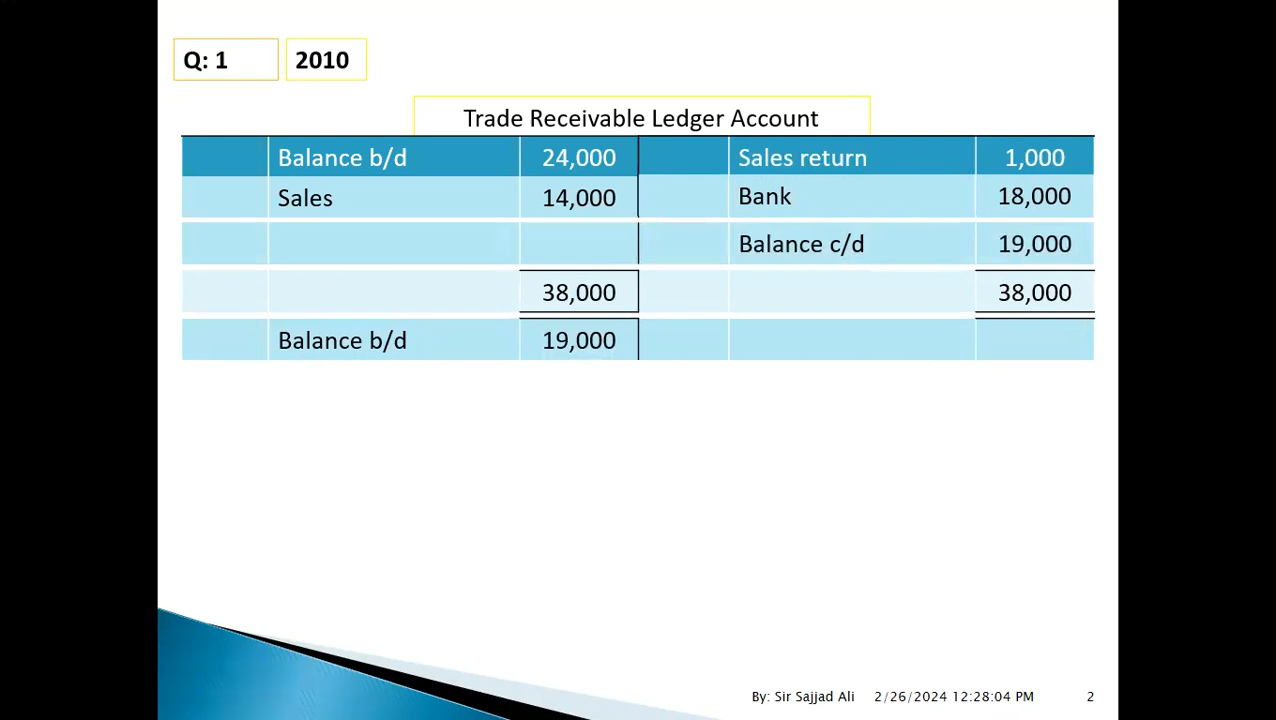 Q: 1 2010
Trade Receivable Ledger Account
Balance b/d 24,000 Sales return 1,000
Sales 14,000 Bank 18,000
Balance c/d 19,000
38,000 38,000
Balance b/d 19,000
By: Sir Sajjad Ali 2/26/2024 12:28:04 PM 2